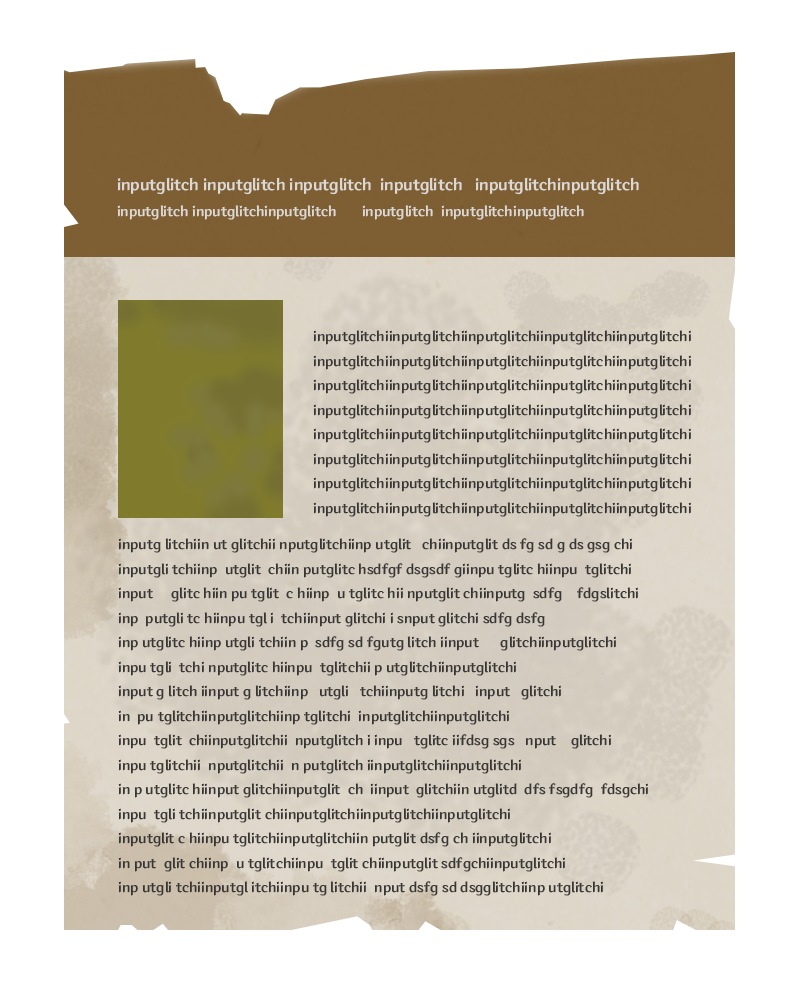 inputglitch inputglitch inputglitch inputglitch inputglitchinputglitch
inputglitch inputglitchinputglitch inputglitch inputglitchinputglitch
inputglitchiinputglitchiinputglitchiinputglitchiinputglitchi
inputglitchiinputglitchiinputglitchiinputglitchiinputglitchi
inputglitchiinputglitchiinputglitchiinputglitchiinputglitchi
inputglitchiinputglitchiinputglitchiinputglitchiinputglitchi
inputglitchiinputglitchiinputglitchiinputglitchiinputglitchi
inputglitchiinputglitchiinputglitchiinputglitchiinputglitchi
inputglitchiinputglitchiinputglitchiinputglitchiinputglitchi
inputglitchiinputglitchiinputglitchiinputglitchiinputglitchi
inputg litchiin ut glitchii nputglitchiinp utglit chiinputglit ds fg sd g ds gsg chi
inputgli tchiinp utglit chiin putglitc hsdfgf dsgsdf giinpu tglitc hiinpu tglitchi
input glitc hiin pu tglit c hiinp u tglitc hii nputglit chiinputg sdfg fdgslitchi
inp putgli tc hiinpu tgl i tchiinput glitchi i snput glitchi sdfg dsfg
inp utglitc hiinp utgli tchiin p sdfg sd fgutg litch iinput glitchiinputglitchi
inpu tgli tchi nputglitc hiinpu tglitchii p utglitchiinputglitchi
input g litch iinput g litchiinp utgli tchiinputg litchi input glitchi
in pu tglitchiinputglitchiinp tglitchi inputglitchiinputglitchi
inpu tglit chiinputglitchii nputglitch i inpu tglitc iifdsg sgs nput glitchi
inpu tglitchii nputglitchii n putglitch iinputglitchiinputglitchi
in p utglitc hiinput glitchiinputglit ch iinput glitchiin utglitd dfs fsgdfg fdsgchi
inpu tgli tchiinputglit chiinputglitchiinputglitchiinputglitchi
inputglit c hiinpu tglitchiinputglitchiin putglit dsfg ch iinputglitchi
in put glit chiinp u tglitchiinpu tglit chiinputglit sdfgchiinputglitchi
inp utgli tchiinputgl itchiinpu tg litchii nput dsfg sd dsgglitchiinp utglitchi